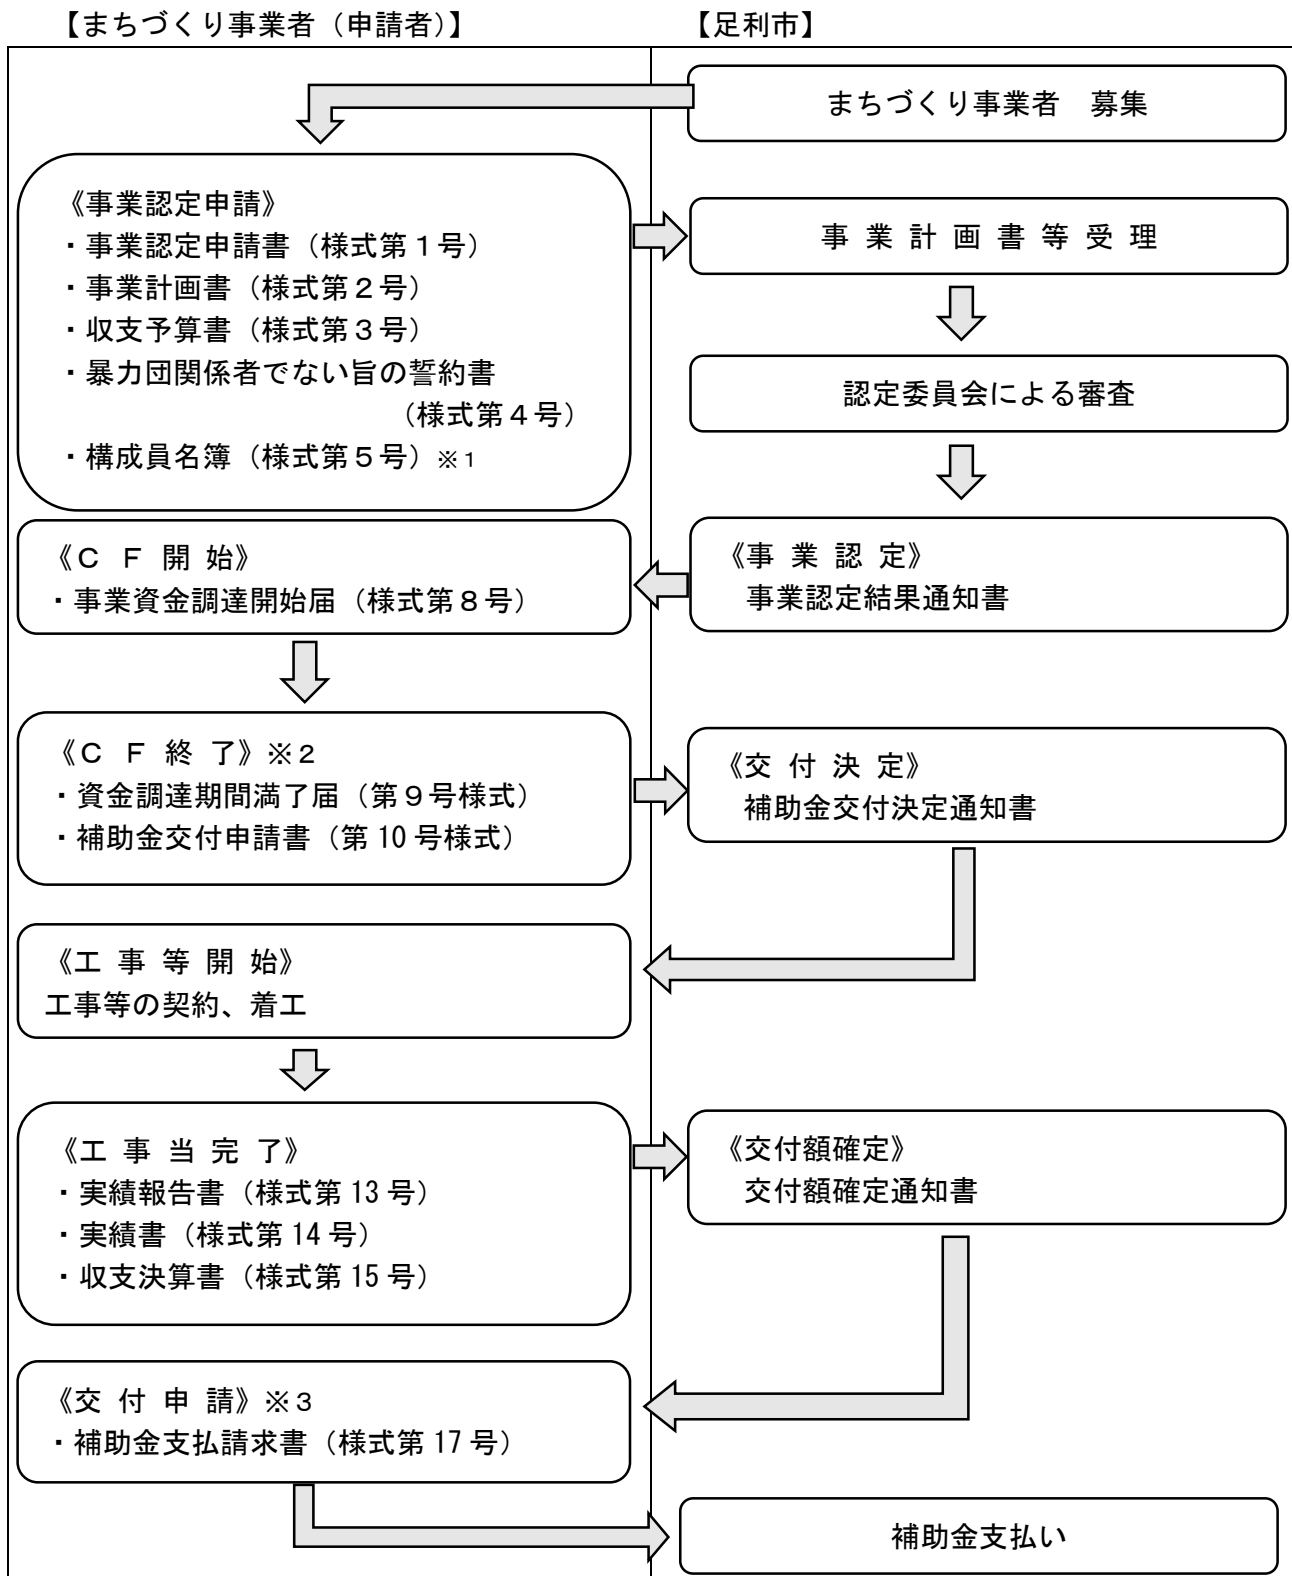 【まちづくり事業者（申請者）】
【足利市】
まちづくり事業者　募集
《事業認定申請》
・事業認定申請書（様式第１号）
・事業計画書（様式第２号）
・収支予算書（様式第３号）
・暴力団関係者でない旨の誓約書
（様式第４号）
・構成員名簿（様式第５号）※１
事 業 計 画 書 等 受 理
認定委員会による審査
《事 業 認 定》
事業認定結果通知書
《Ｃ Ｆ 開 始》
・事業資金調達開始届（様式第８号）
《Ｃ Ｆ 終 了》※２
・資金調達期間満了届（第９号様式）
・補助金交付申請書（第 10 号様式）
《交 付 決 定》
補助金交付決定通知書
《工 事 等 開 始》
工事等の契約、着工
《工 事 当 完 了》
・実績報告書（様式第 13 号）
・実績書（様式第 14 号）
・収支決算書（様式第 15 号）
《交付額確定》
交付額確定通知書
《交 付 申 請》※３
・補助金支払請求書（様式第 17 号）
補助金支払い